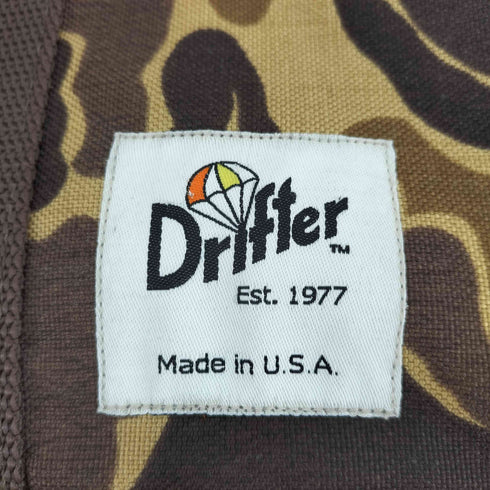 Drifter™
Est. 1977
Made in U.S.A.